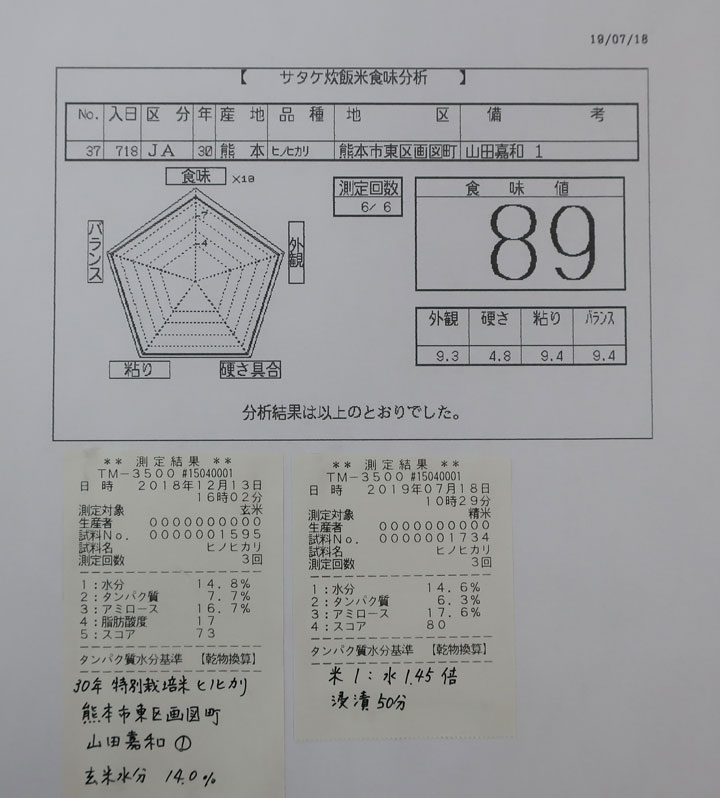 19/07/18
【 サタケ炊飯米食味分析 】
No. 入日 区分 年 産地 品種 地区 備考
37 718 JA 30 熊本 ヒノヒカリ 熊本市東区画図町 山田嘉和 1
食味 ×10
7
4
バランス
外観
粘り
硬さ具合
測定回数
6/ 6
食味値
89
外観 硬さ 粘り バランス
9.3 4.8 9.4 9.4
分析結果は以上のとおりでした。
** 測定結果 **
TM-3500 #15040001
日時 2018年12月13日
16時02分
測定対象 玄米
生産者 0000000000
試料No. 0000001595
試料名 ヒノヒカリ
測定回数 3回
1:水分 14.8%
2:タンパク質 7.7%
3:アミロース 16.7%
4:脂肪酸度 17
5:スコア 73
タンパク質水分基準 【乾物換算】
30年 特別栽培米ヒノヒカリ
熊本市東区画図町
山田嘉和 ①
玄米水分 14.0%
** 測定結果 **
TM-3500 #15040001
日時 2019年07月18日
10時29分
測定対象 精米
生産者 0000000000
試料No. 0000001734
試料名 ヒノヒカリ
測定回数 3回
1:水分 14.6%
2:タンパク質 6.3%
3:アミロース 17.6%
4:スコア 80
タンパク質水分基準 【乾物換算】
米1:水1.45倍
浸漬50分